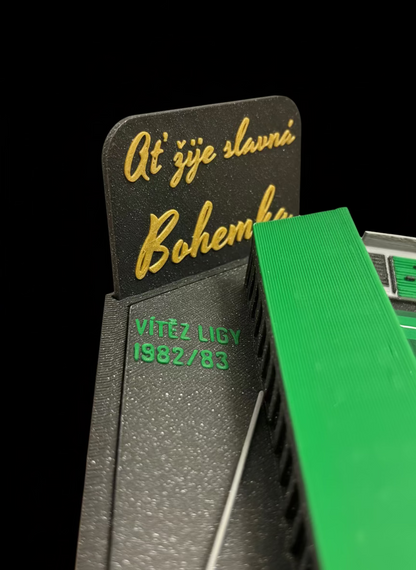 Ať žije slavná
Bohemka
VÍTĚZ LIGY
1982/83